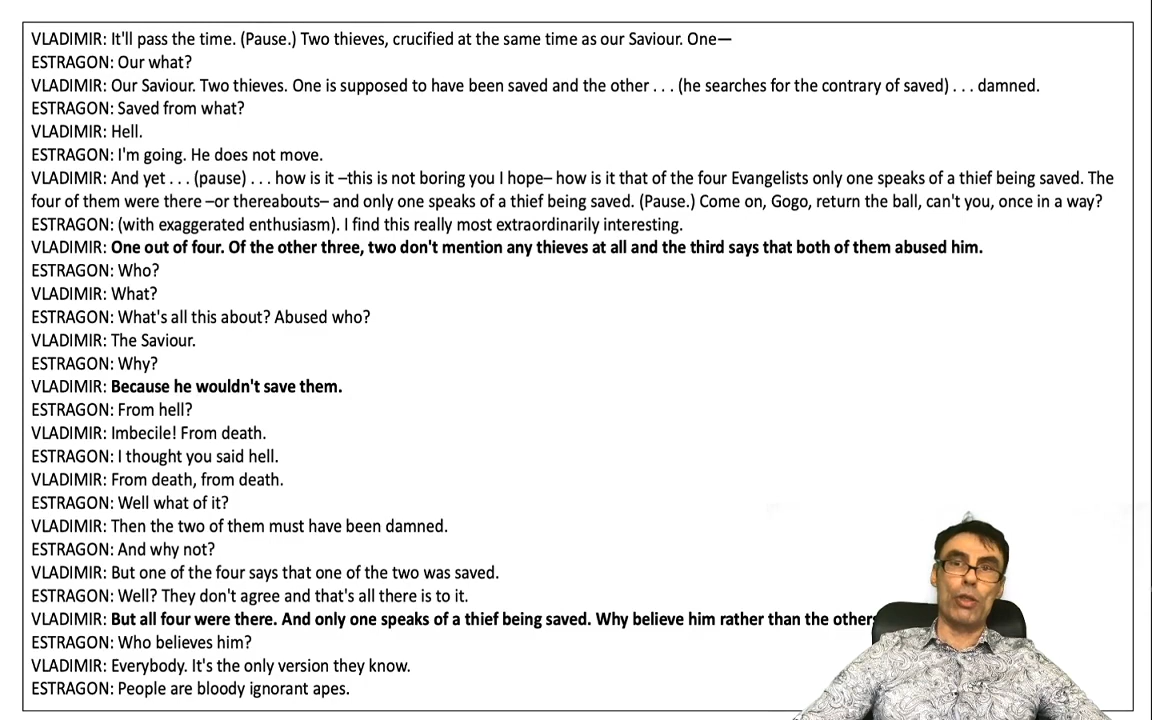 VLADIMIR: It'll pass the time. (Pause.) Two thieves, crucified at the same time as our Saviour. One—
ESTRAGON: Our what?
VLADIMIR: Our Saviour. Two thieves. One is supposed to have been saved and the other . . . (he searches for the contrary of saved) . . . damned.
ESTRAGON: Saved from what?
VLADIMIR: Hell.
ESTRAGON: I'm going. He does not move.
VLADIMIR: And yet . . . (pause) . . . how is it –this is not boring you I hope– how is it that of the four Evangelists only one speaks of a thief being saved. The
four of them were there –or thereabouts– and only one speaks of a thief being saved. (Pause.) Come on, Gogo, return the ball, can't you, once in a way?
ESTRAGON: (with exaggerated enthusiasm). I find this really most extraordinarily interesting.
VLADIMIR: One out of four. Of the other three, two don't mention any thieves at all and the third says that both of them abused him.
ESTRAGON: Who?
VLADIMIR: What?
ESTRAGON: What's all this about? Abused who?
VLADIMIR: The Saviour.
ESTRAGON: Why?
VLADIMIR: Because he wouldn't save them.
ESTRAGON: From hell?
VLADIMIR: Imbecile! From death.
ESTRAGON: I thought you said hell.
VLADIMIR: From death, from death.
ESTRAGON: Well what of it?
VLADIMIR: Then the two of them must have been damned.
ESTRAGON: And why not?
VLADIMIR: But one of the four says that one of the two was saved.
ESTRAGON: Well? They don't agree and that's all there is to it.
VLADIMIR: But all four were there. And only one speaks of a thief being saved. Why believe him rather than the others
ESTRAGON: Who believes him?
VLADIMIR: Everybody. It's the only version they know.
ESTRAGON: People are bloody ignorant apes.